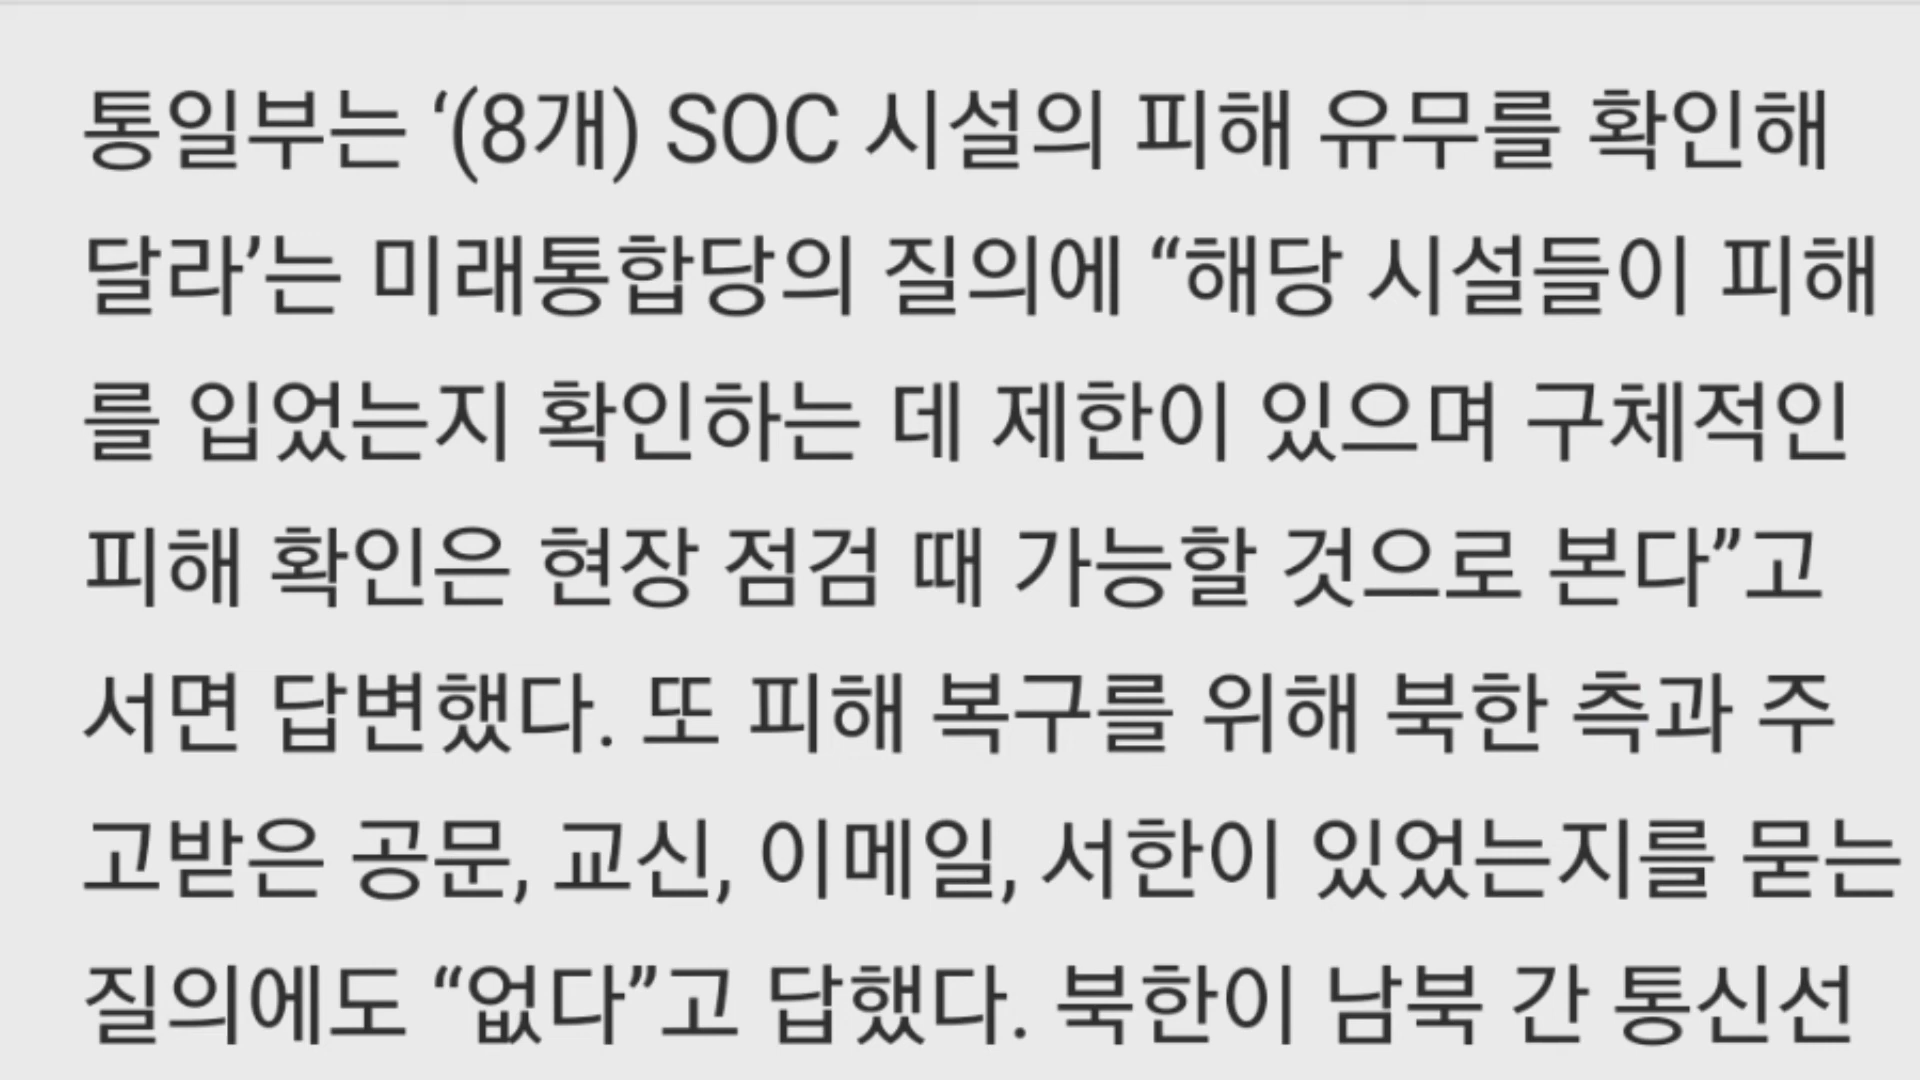 통일부는 ‘(8개) SOC 시설의 피해 유무를 확인해
달라’는 미래통합당의 질의에 “해당 시설들이 피해
를 입었는지 확인하는 데 제한이 있으며 구체적인
피해 확인은 현장 점검 때 가능할 것으로 본다”고
서면 답변했다. 또 피해 복구를 위해 북한 측과 주
고받은 공문, 교신, 이메일, 서한이 있었는지를 묻는
질의에도 “없다”고 답했다. 북한이 남북 간 통신선